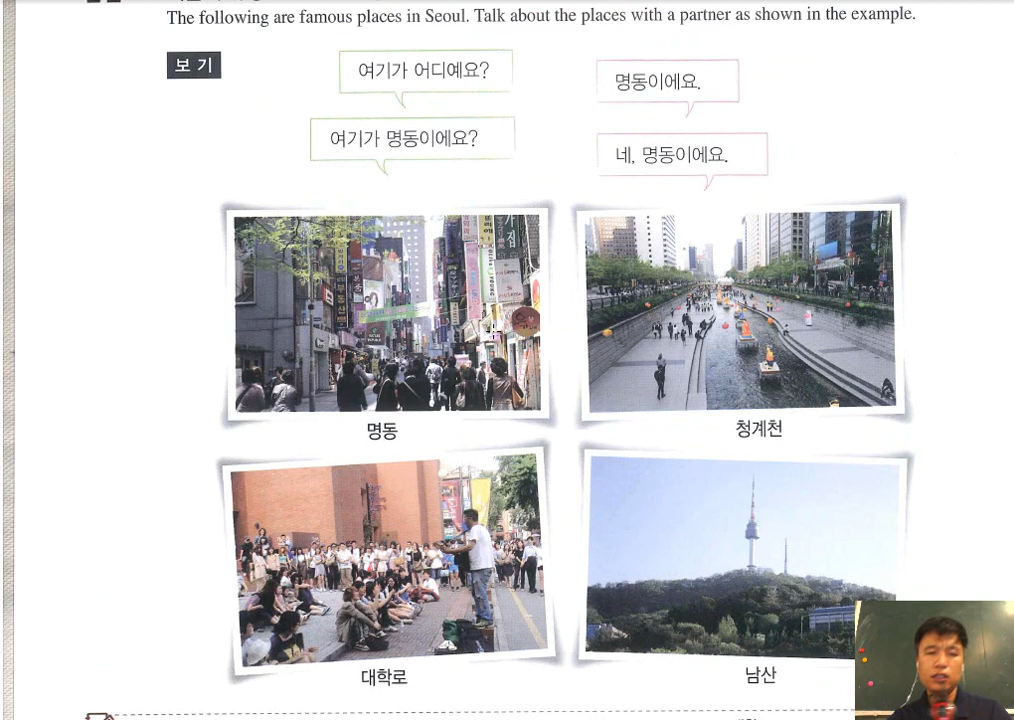 The following are famous places in Seoul. Talk about the places with a partner as shown in the example.
보 기
여기가 어디예요?
명동이에요.
여기가 명동이에요?
네, 명동이에요.
명동
청계천
대학로
남산